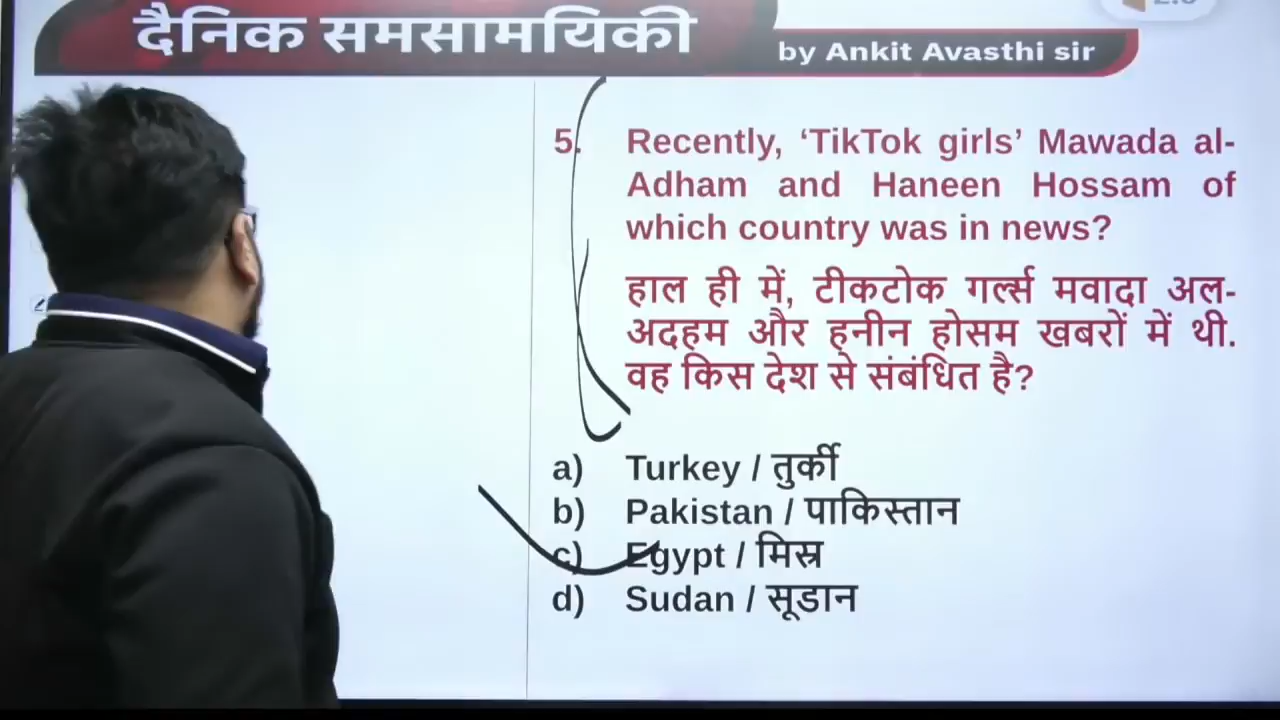 दैनिक समसामयिकी
by Ankit Avasthi sir
5. Recently, ‘TikTok girls’ Mawada al-
Adham and Haneen Hossam of
which country was in news?
हाल ही में, टीकटोक गर्ल्स मवादा अल-
अदहम और हनीन होसम खबरों में थी.
वह किस देश से संबंधित है?
a) Turkey / तुर्की
b) Pakistan / पाकिस्तान
c) Egypt / मिस्र
d) Sudan / सूडान